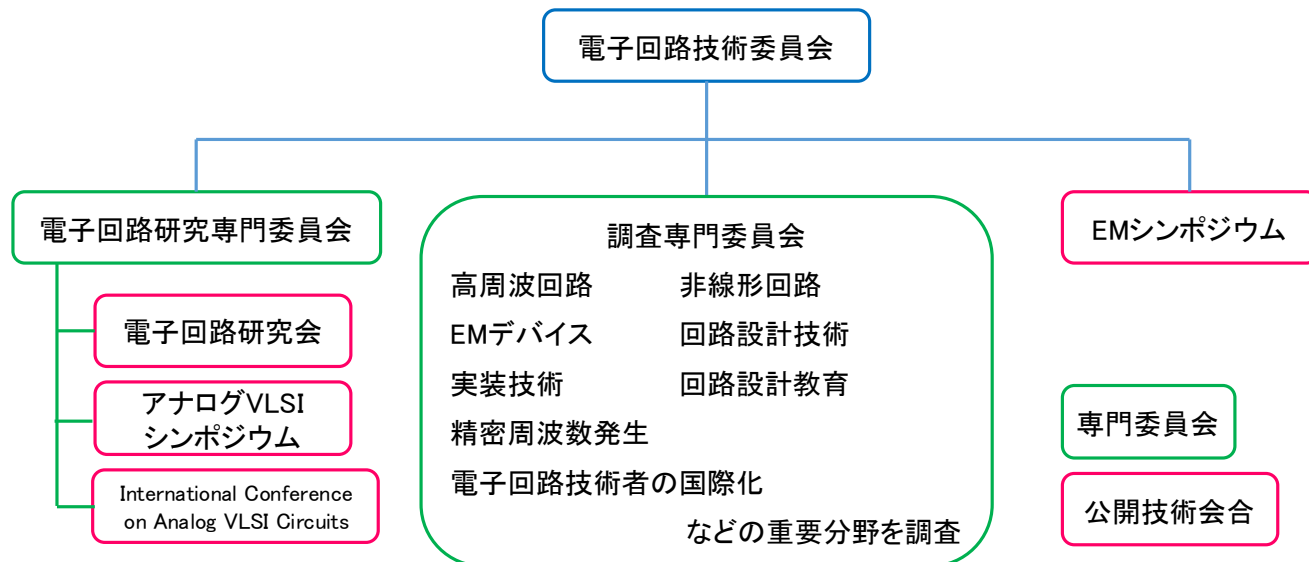 電子回路技術委員会
電子回路研究専門委員会
電子回路研究会
アナログVLSI
シンポジウム
International Conference
on Analog VLSI Circuits
調査専門委員会
高周波回路 非線形回路
EMデバイス 回路設計技術
実装技術 回路設計教育
精密周波数発生
電子回路技術者の国際化
などの重要分野を調査
EMシンポジウム
専門委員会
公開技術会合